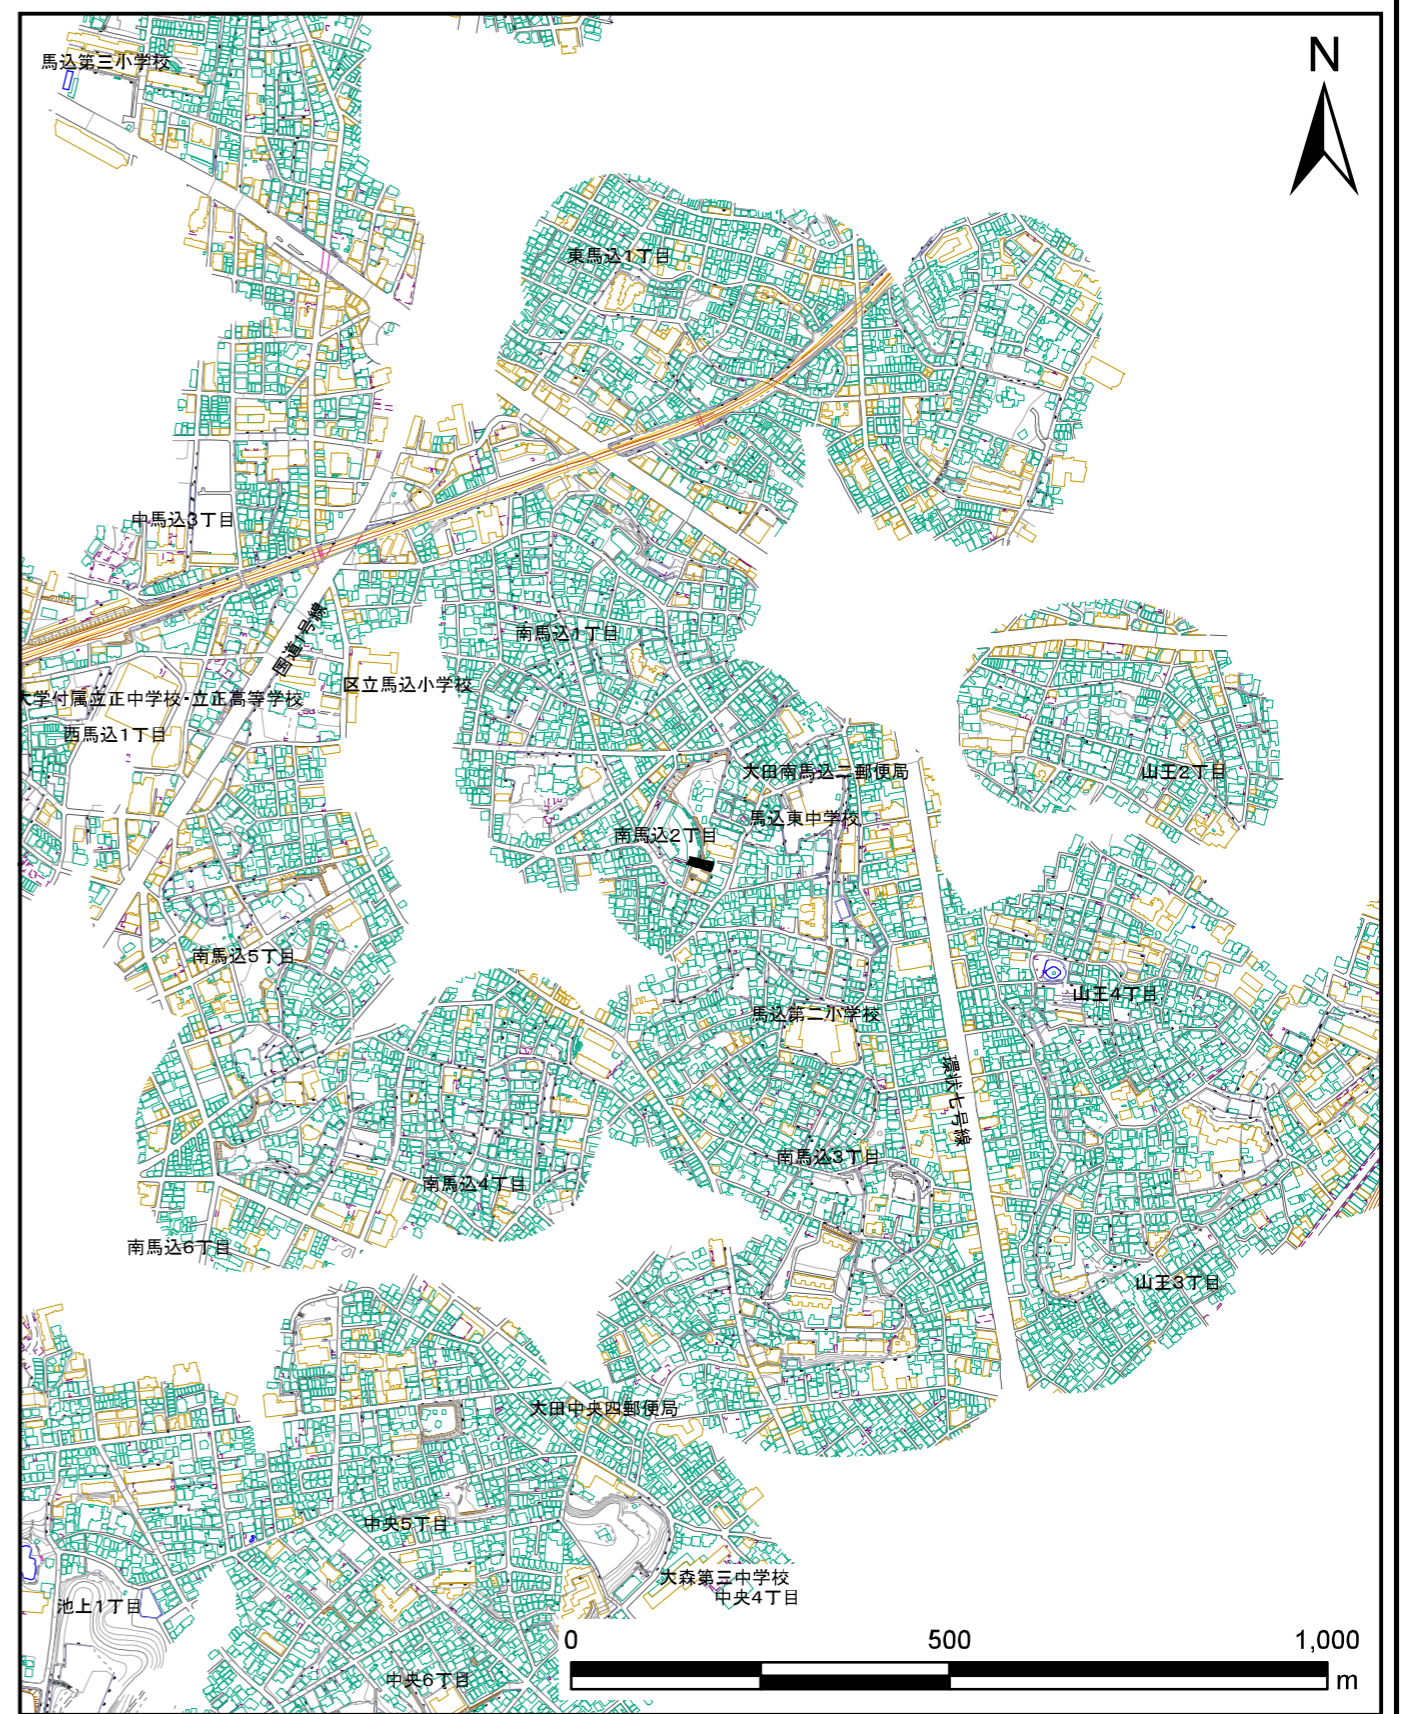 N
馬込第三小学校
東馬込1丁目
中馬込3丁目
国道1号線
南馬込1丁目
区立馬込小学校
大学付属立正中学校・立正高等学校
西馬込1丁目
大田南馬込二郵便局
山王2丁目
馬込東中学校
南馬込2丁目
南馬込5丁目
山王4丁目
馬込第二小学校
環状七号線
南馬込3丁目
南馬込4丁目
南馬込6丁目
山王3丁目
大田中央四郵便局
中央5丁目
大森第三中学校
中央4丁目
池上1丁目
中央6丁目
0 500 1,000
m